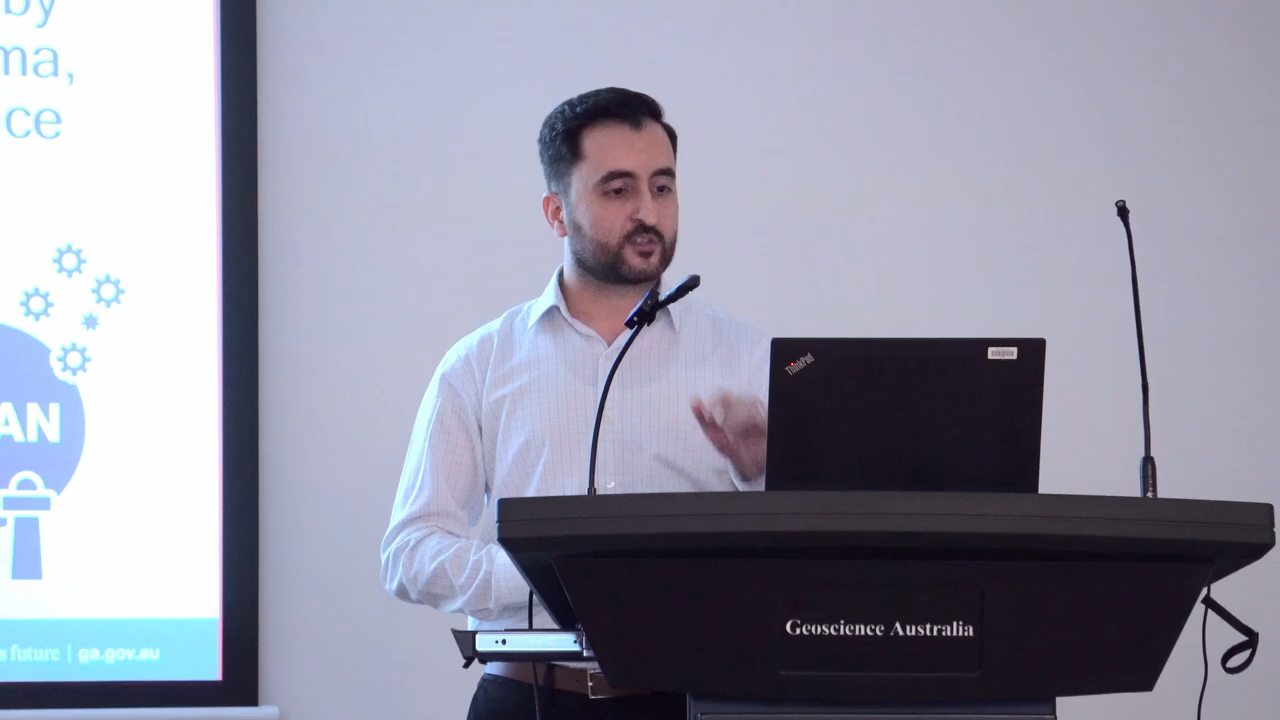 by
ma,
ce
AN
s future | ga.gov.au
ThinkPad
Geoscience Australia